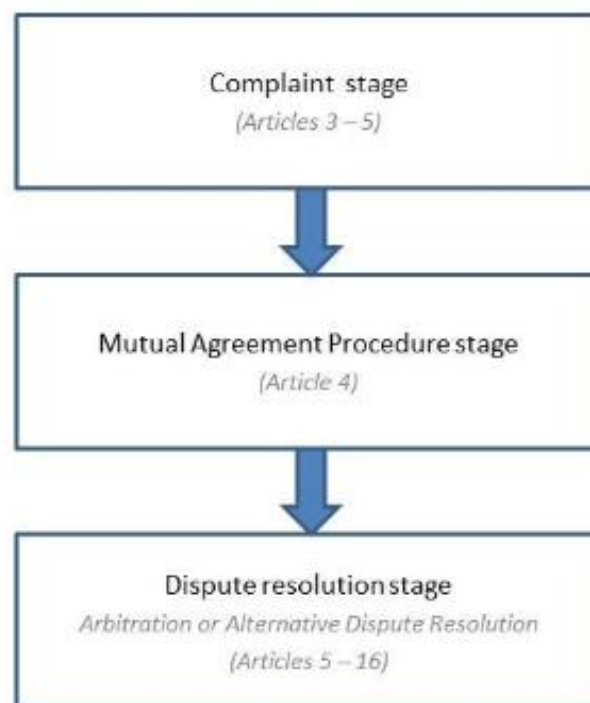 Complaint stage
(Articles 3 – 5)
Mutual Agreement Procedure stage
(Article 4)
Dispute resolution stage
Arbitration or Alternative Dispute Resolution
(Articles 5 – 16)